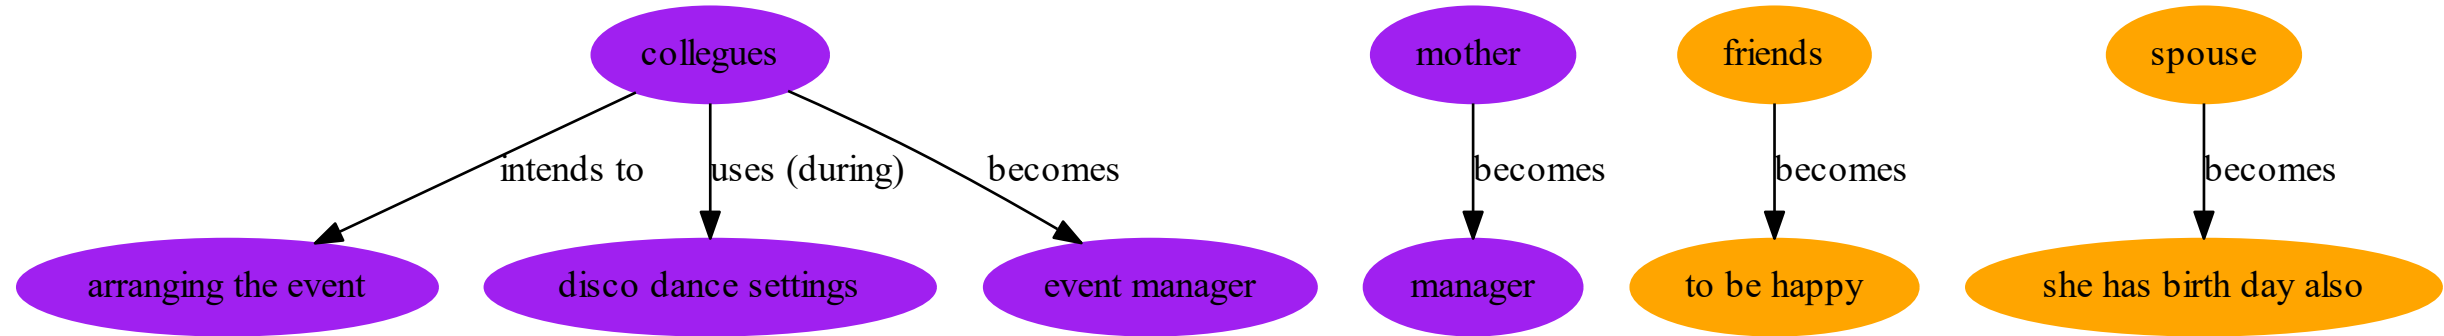 collegues
mother
friends
spouse
intends to
uses (during)
becomes
becomes
becomes
becomes
arranging the event
disco dance settings
event manager
manager
to be happy
she has birth day also